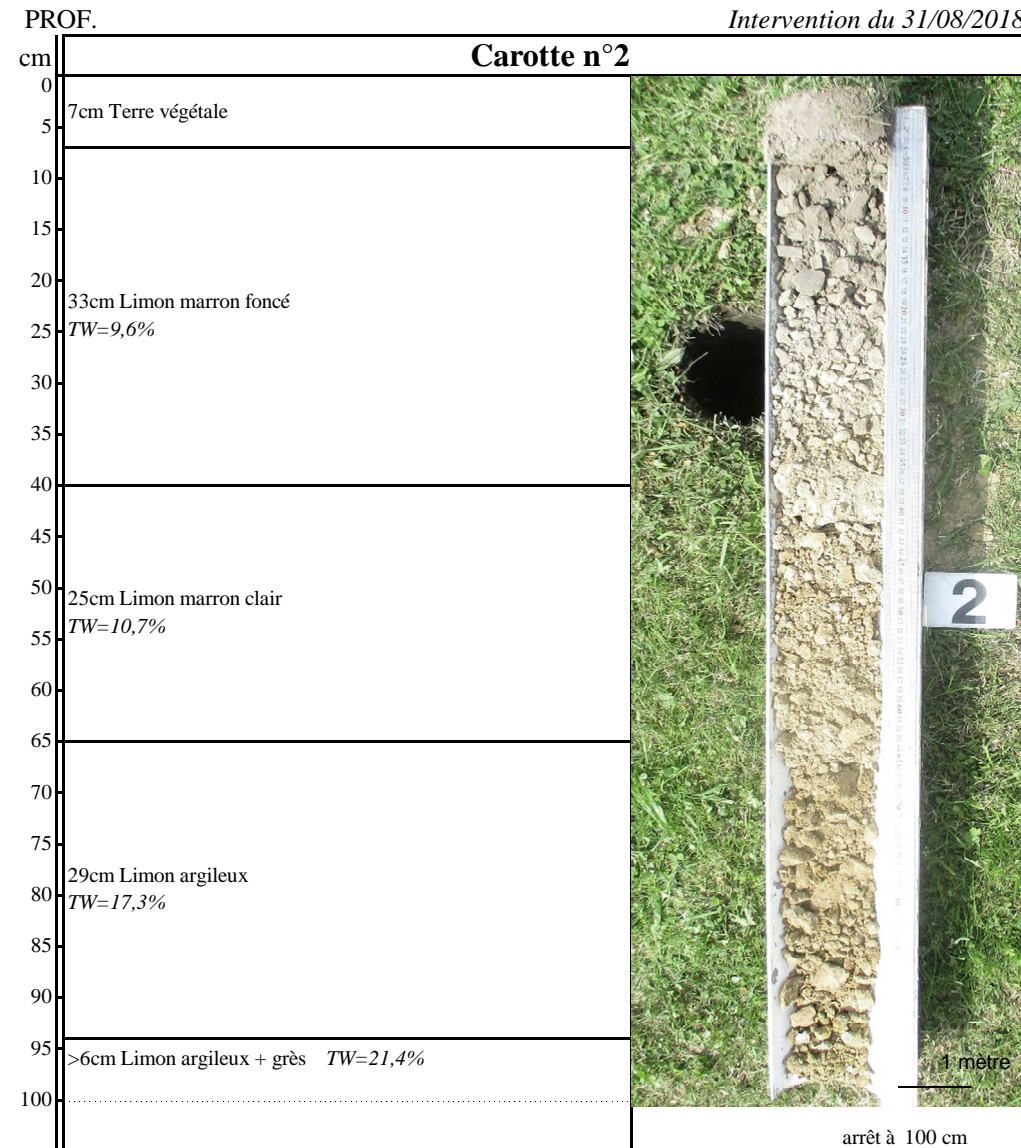 PROF.
Intervention du 31/08/2018
cm
Carotte n°2
0
7cm Terre végétale
5
10
15
20
33cm Limon marron foncé
25
TW=9,6%
30
35
40
45
50
25cm Limon marron clair
55
TW=10,7%
2
60
65
70
75
29cm Limon argileux
80
TW=17,3%
85
90
95
>6cm Limon argileux + grès TW=21,4%
1 mètre
100
arrêt à 100 cm